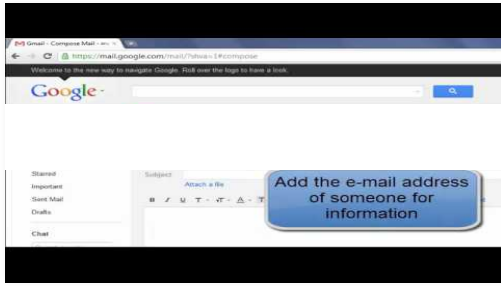 Gmail - Compose Mail -
https://mail.google.com/mail/?shva=1#compose
Welcome to the new way to navigate Google. Roll over the logo to have a look.
Google
Starred
Subject
Important
Attach a file
Sent Mail
B I U T
Drafts
Chat
Add the e-mail address
of someone for
information